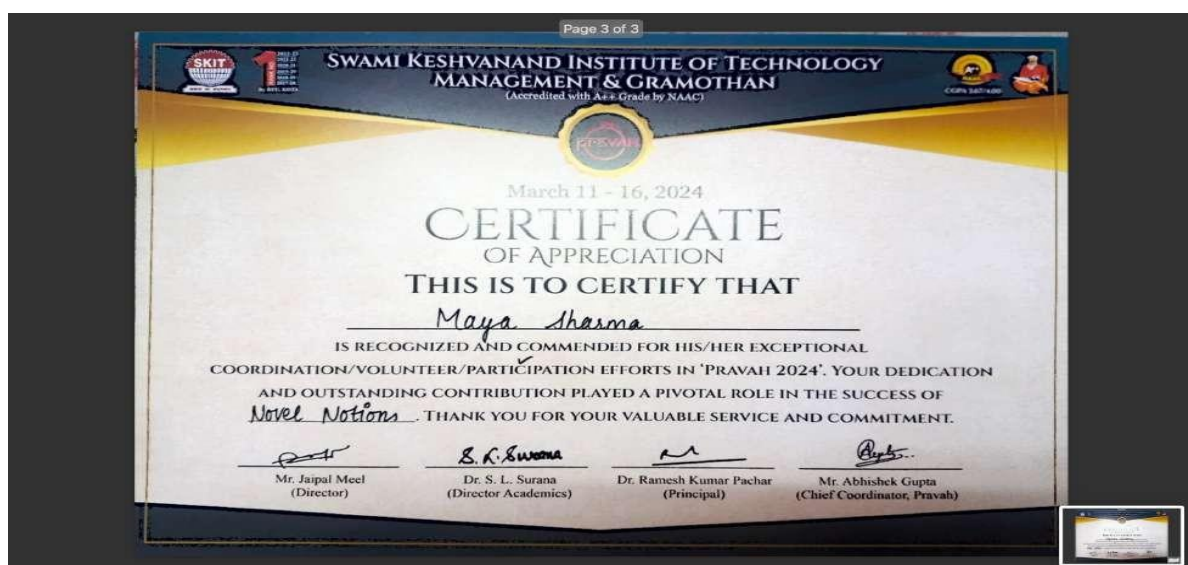 Page 3 of 3
SKIT
1
SWAMI KESHVANAND INSTITUTE OF TECHNOLOGY
MANAGEMENT & GRAMOTHAN
(Accredited with A++ Grade by NAAC)
PRAVAH
March 11 - 16, 2024
CERTIFICATE
OF APPRECIATION
THIS IS TO CERTIFY THAT
Maya Sharma
IS RECOGNIZED AND COMMENDED FOR HIS/HER EXCEPTIONAL
COORDINATION/VOLUNTEER/PARTICIPATION EFFORTS IN 'PRAVAH 2024'. YOUR DEDICATION
AND OUTSTANDING CONTRIBUTION PLAYED A PIVOTAL ROLE IN THE SUCCESS OF
Novel Notions. THANK YOU FOR YOUR VALUABLE SERVICE AND COMMITMENT.
S. L. Surana
Mr. Jaipal Meel Dr. S. L. Surana Dr. Ramesh Kumar Pachar Mr. Abhishek Gupta
(Director) (Director Academics) (Principal) (Chief Coordinator, Pravah)